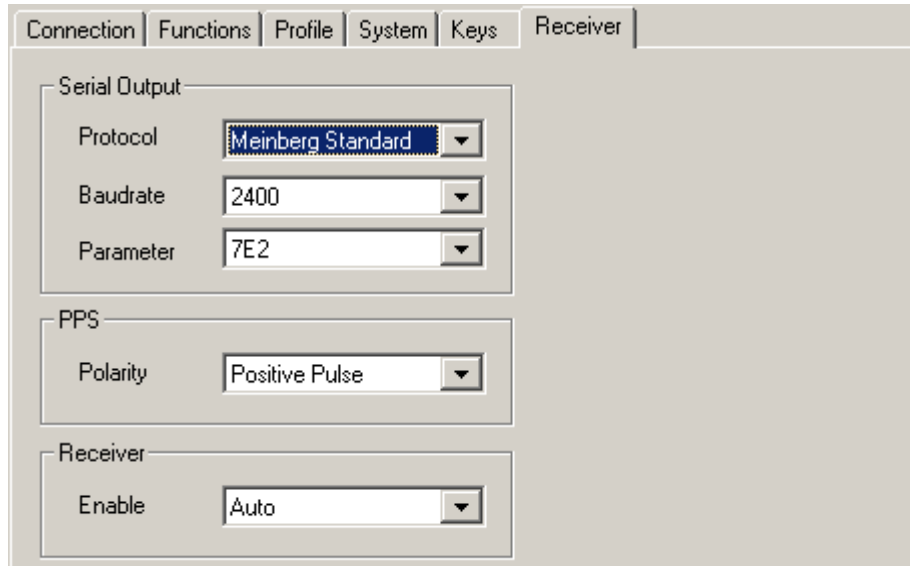 Connection Functions Profile System Keys Receiver
Serial Output
Protocol Meinberg Standard
Baudrate 2400
Parameter 7E2
PPS
Polarity Positive Pulse
Receiver
Enable Auto